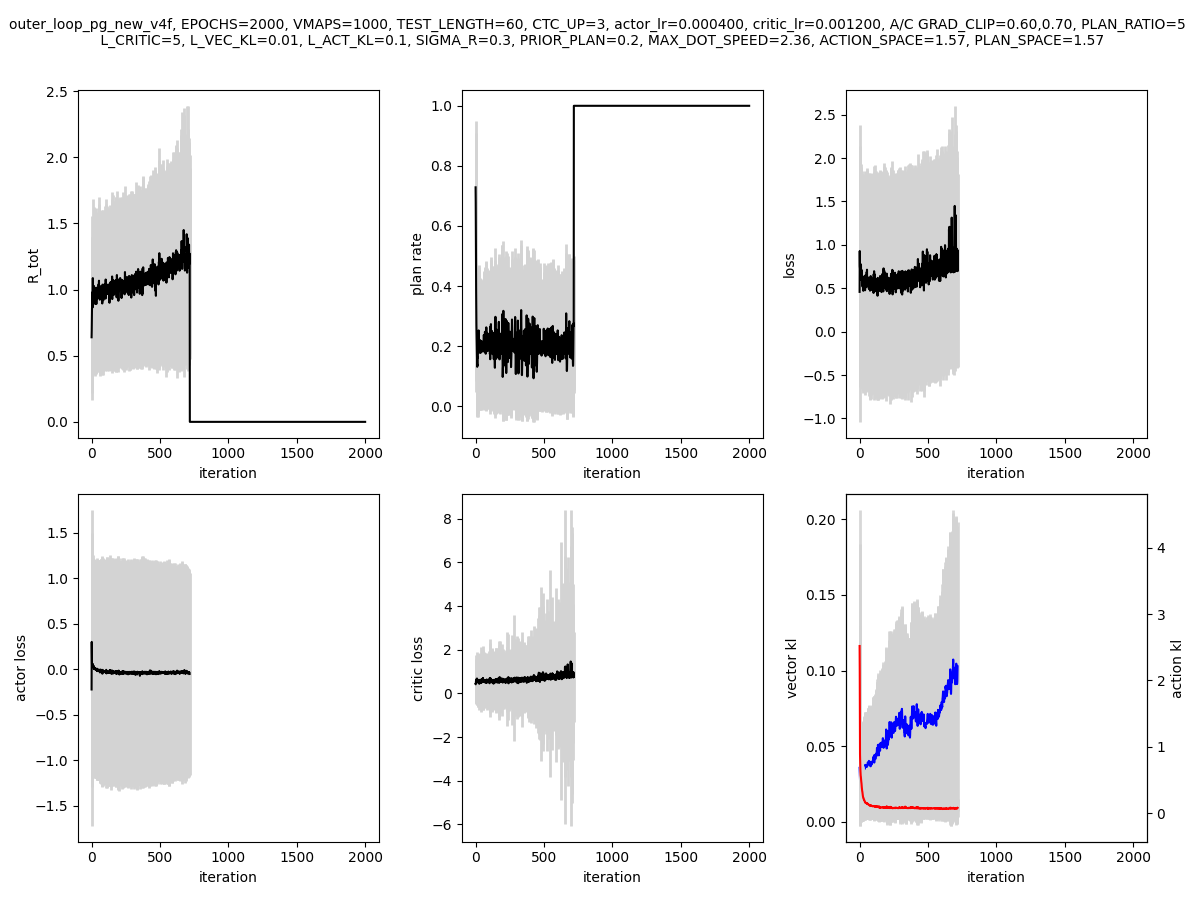 outer_loop_pg_new_v4f, EPOCHS=2000, VMAPS=1000, TEST_LENGTH=60, CTC_UP=3, actor_lr=0.000400, critic_lr=0.001200, A/C GRAD_CLIP=0.60,0.70, PLAN_RATIO=5
L_CRITIC=5, L_VEC_KL=0.01, L_ACT_KL=0.1, SIGMA_R=0.3, PRIOR_PLAN=0.2, MAX_DOT_SPEED=2.36, ACTION_SPACE=1.57, PLAN_SPACE=1.57
R_tot
2.5
2.0
1.5
1.0
0.5
0.0
0 500 1000 1500 2000
iteration
plan rate
1.0
0.8
0.6
0.4
0.2
0.0
0 500 1000 1500 2000
iteration
loss
2.5
2.0
1.5
1.0
0.5
0.0
−0.5
−1.0
0 500 1000 1500 2000
iteration
actor loss
1.5
1.0
0.5
0.0
−0.5
−1.0
−1.5
0 500 1000 1500 2000
iteration
critic loss
8
6
4
2
0
−2
−4
−6
0 500 1000 1500 2000
iteration
vector kl
0.20
0.15
0.10
0.05
0.00
0 500 1000 1500 2000
iteration
4
3
2
1
0
action kl